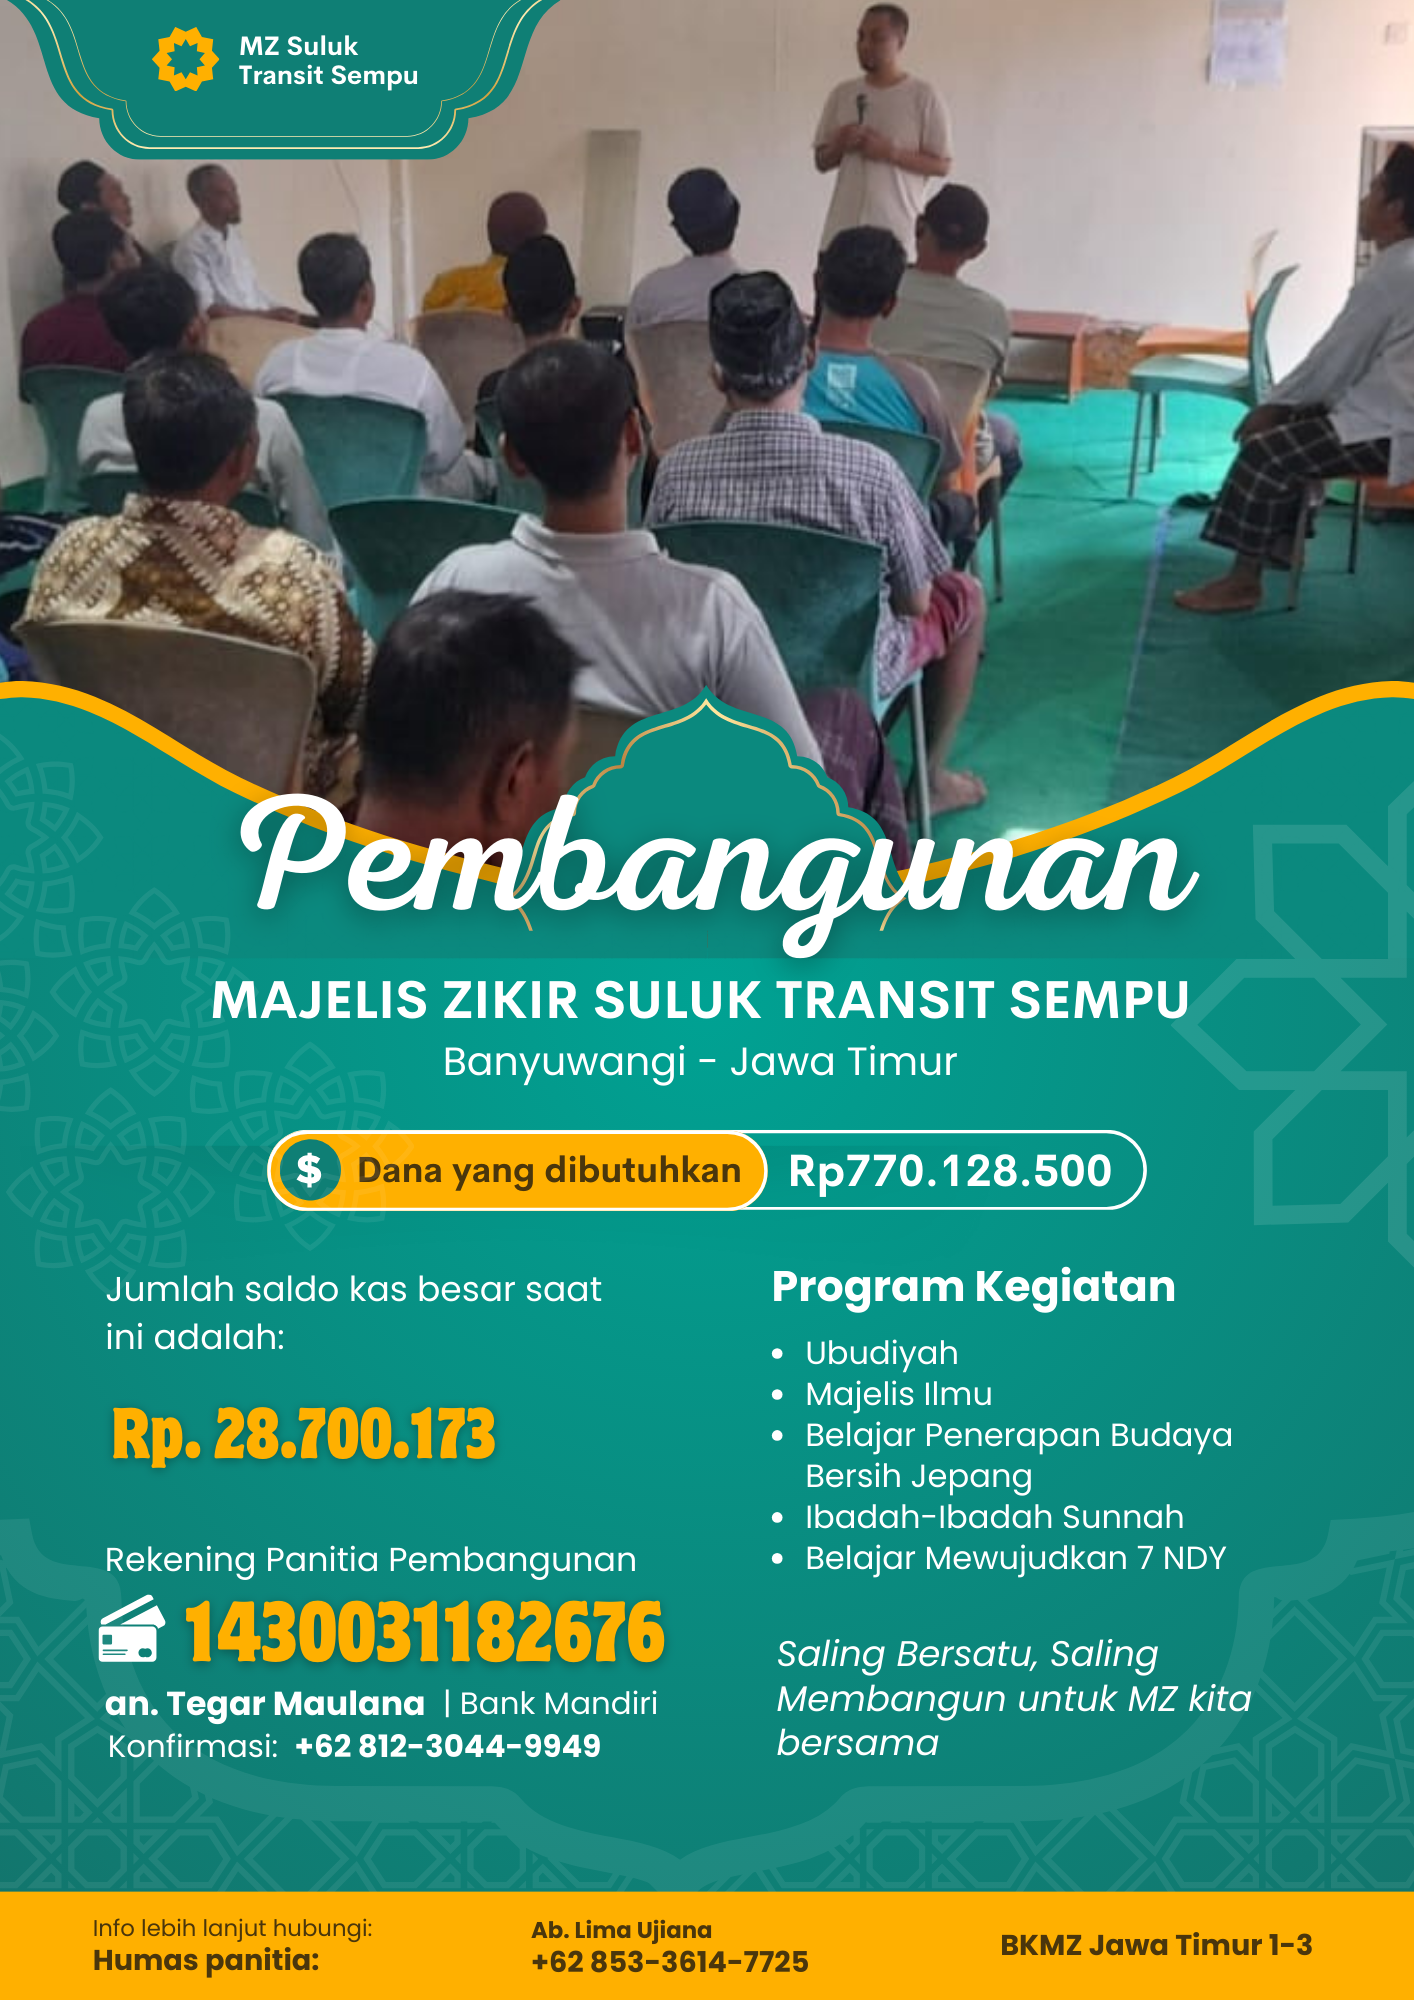 MZ Suluk
Transit Sempu
Pembangunan
MAJELIS ZIKIR SULUK TRANSIT SEMPU
Banyuwangi - Jawa Timur
$ Dana yang dibutuhkan Rp770.128.500
Jumlah saldo kas besar saat
ini adalah:
Rp. 28.700.173
Rekening Panitia Pembangunan
1430031182676
an. Tegar Maulana | Bank Mandiri
Konfirmasi: +62 812-3044-9949
Program Kegiatan
• Ubudiyah
• Majelis Ilmu
• Belajar Penerapan Budaya
Bersih Jepang
• Ibadah-Ibadah Sunnah
• Belajar Mewujudkan 7 NDY
Saling Bersatu, Saling
Membangun untuk MZ kita
bersama
Info lebih lanjut hubungi:
Humas panitia:
Ab. Lima Ujiana
+62 853-3614-7725
BKMZ Jawa Timur 1-3